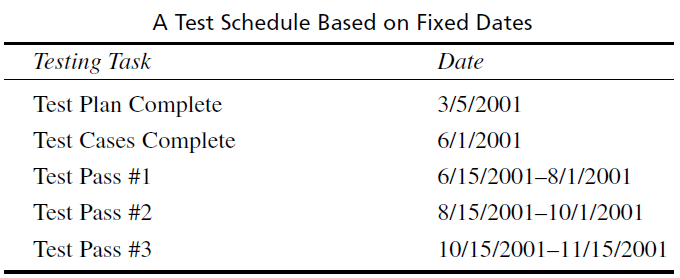 A Test Schedule Based on Fixed Dates
Testing Task Date
Test Plan Complete 3/5/2001
Test Cases Complete 6/1/2001
Test Pass #1 6/15/2001–8/1/2001
Test Pass #2 8/15/2001–10/1/2001
Test Pass #3 10/15/2001–11/15/2001